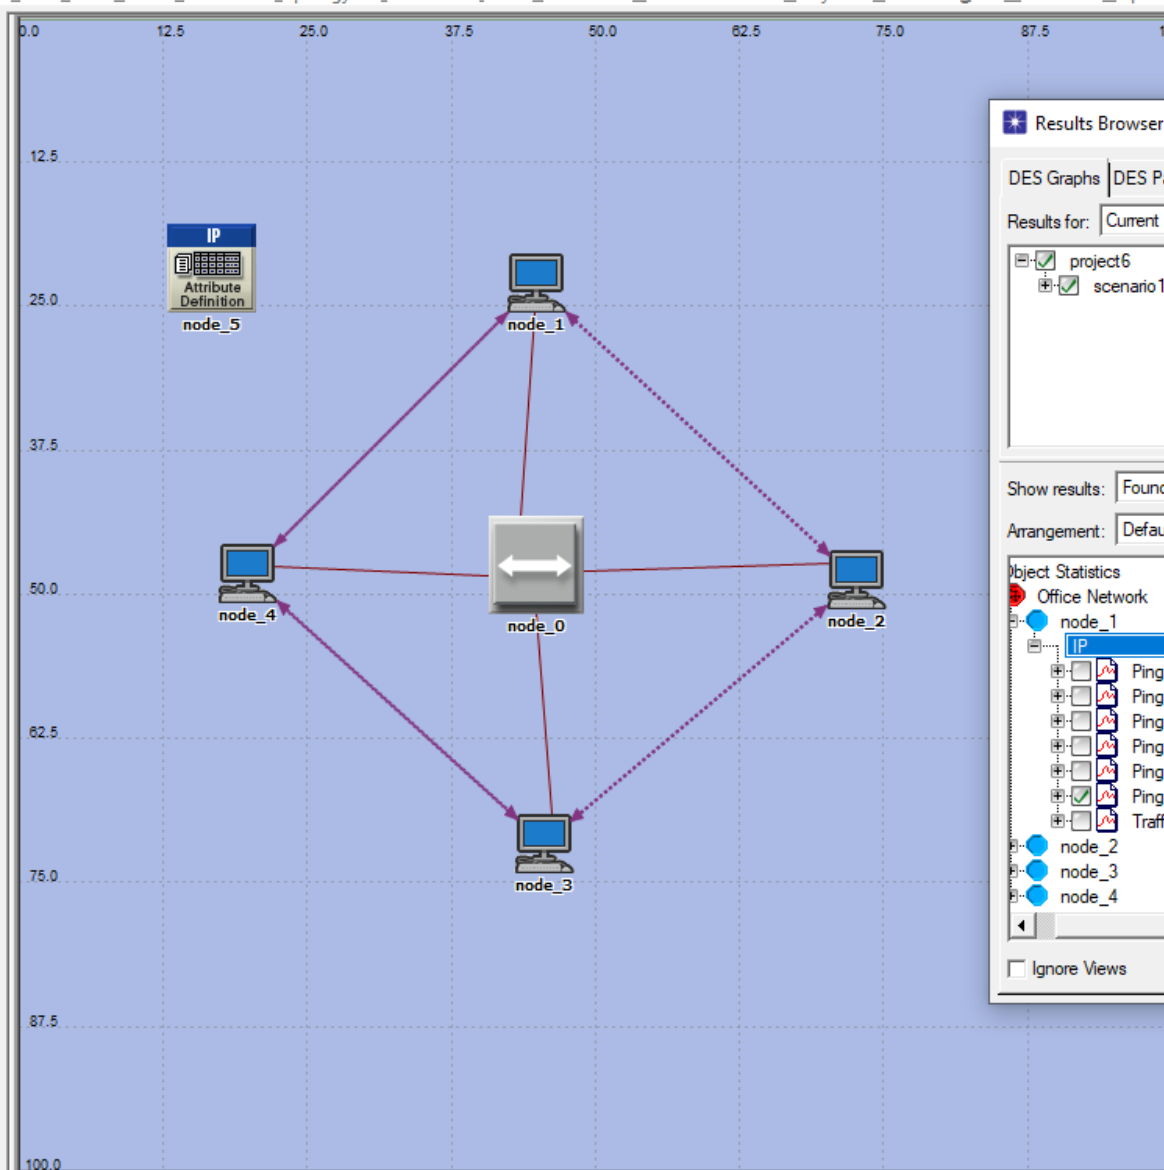 0.0 12.5 25.0 37.5 50.0 62.5 75.0 87.5
12.5
25.0
37.5
50.0
62.5
75.0
87.5
100.0
IP
Attribute
Definition
node_5
node_1
node_4
node_0
node_2
node_3
Results Browser
DES Graphs DES
Results for: Current
project6
scenario1
Show results:
Arrangement:
Object Statistics
Office Network
node_1
IP
Ping
Ping
Ping
Ping
Ping
Ping
node_2
node_3
node_4
Ignore Views